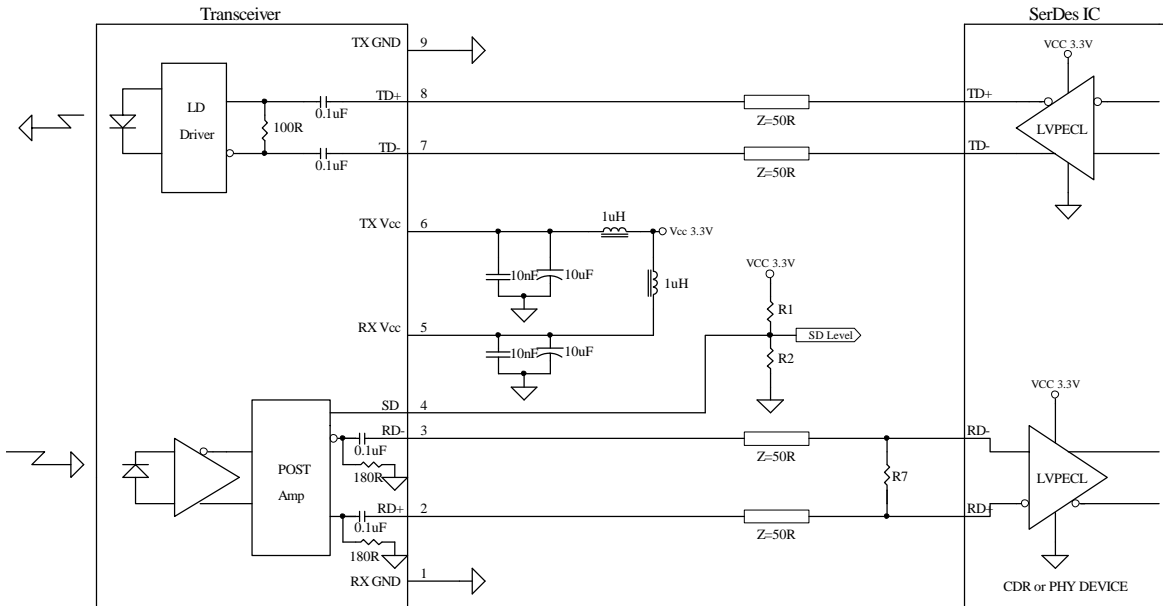 Transceiver
SerDes IC
TX GND
9
VCC 3.3V
LD
Driver
100R
0.1uF
0.1uF
TD+
8
TD-
7
Z=50R
Z=50R
TD+
TD-
LVPECL
TX Vcc
6
1uH
Vcc 3.3V
10nF
10uF
1uH
VCC 3.3V
R1
SD Level
R2
RX Vcc
5
10nF
10uF
VCC 3.3V
SD
4
RD-
3
0.1uF
180R
POST
Amp
RD+
2
0.1uF
180R
Z=50R
Z=50R
R7
RD-
RD+
LVPECL
RX GND
1
CDR or PHY DEVICE